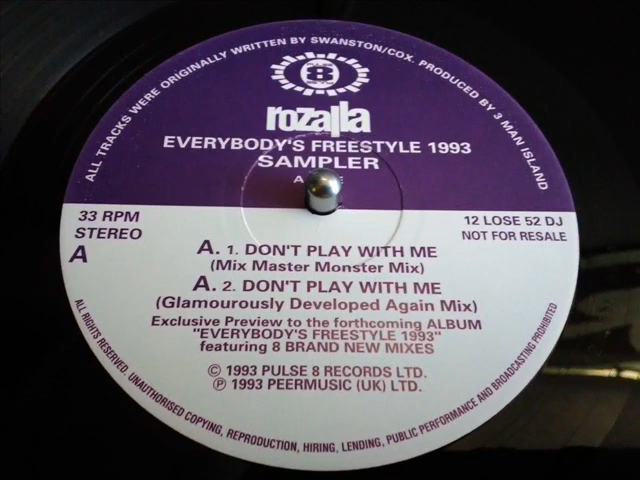 ALL TRACKS WERE ORIGINALLY WRITTEN BY SWANSTON/COX. PRODUCED BY 3 MAN ISLAND
8
rozalla
EVERYBODY'S FREESTYLE 1993
SAMPLER
33 RPM
STEREO
A
12 LOSE 52 DJ
NOT FOR RESALE
A. 1. DON'T PLAY WITH ME
(Mix Master Monster Mix)
A. 2. DON'T PLAY WITH ME
(Glamourously Developed Again Mix)
Exclusive Preview to the forthcoming ALBUM
"EVERYBODY'S FREESTYLE 1993"
featuring 8 BRAND NEW MIXES
© 1993 PULSE 8 RECORDS LTD.
℗ 1993 PEERMUSIC (UK) LTD.
ALL RIGHTS RESERVED. UNAUTHORISED COPYING, REPRODUCTION, HIRING, LENDING, PUBLIC PERFORMANCE AND BROADCASTING PROHIBITED